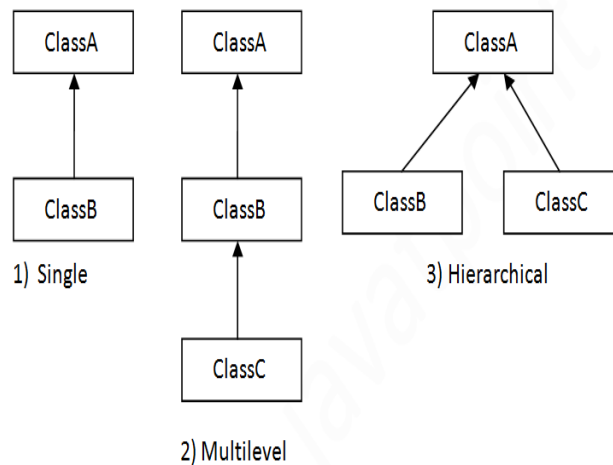 ClassA
ClassB
1) Single
ClassA
ClassB
ClassC
2) Multilevel
ClassA
ClassB
ClassC
3) Hierarchical